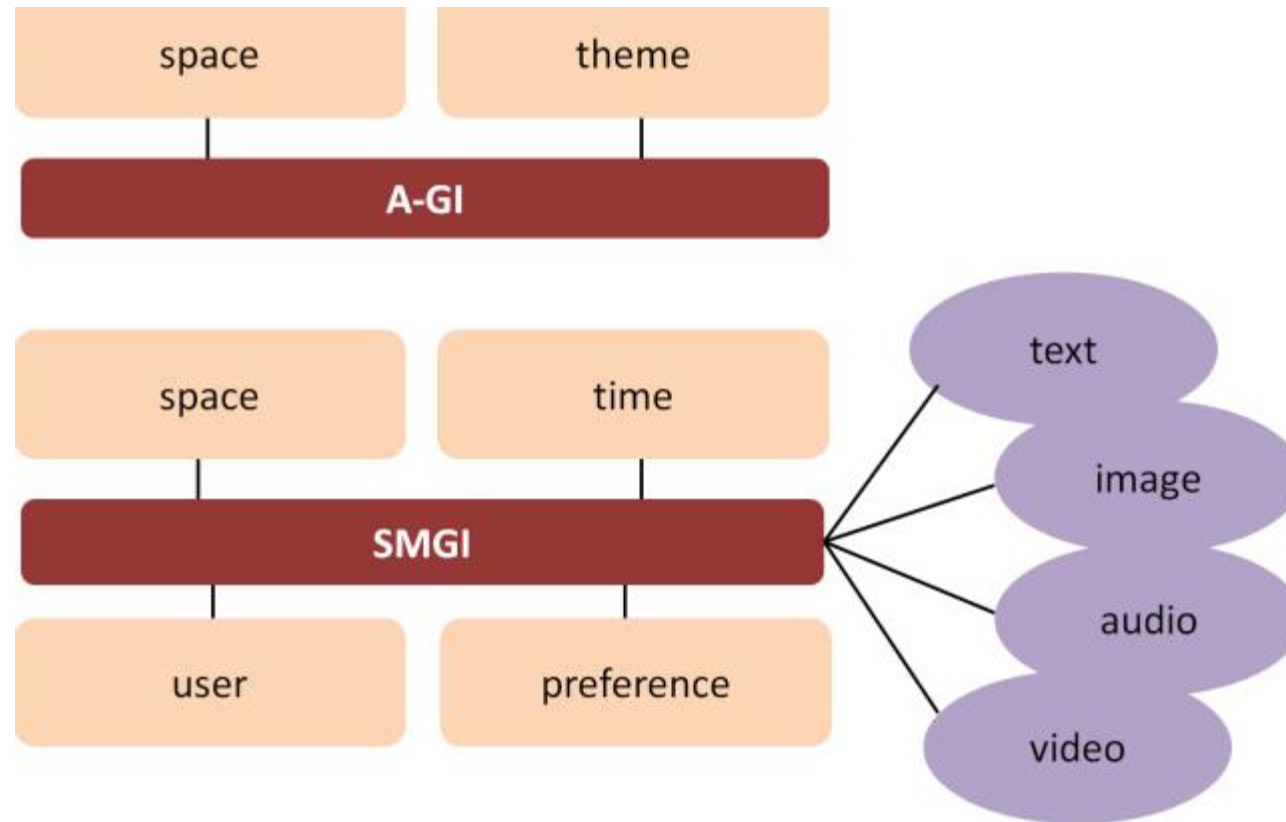 space
theme
A-GI
space
time
SMGI
user
preference
text
image
audio
video